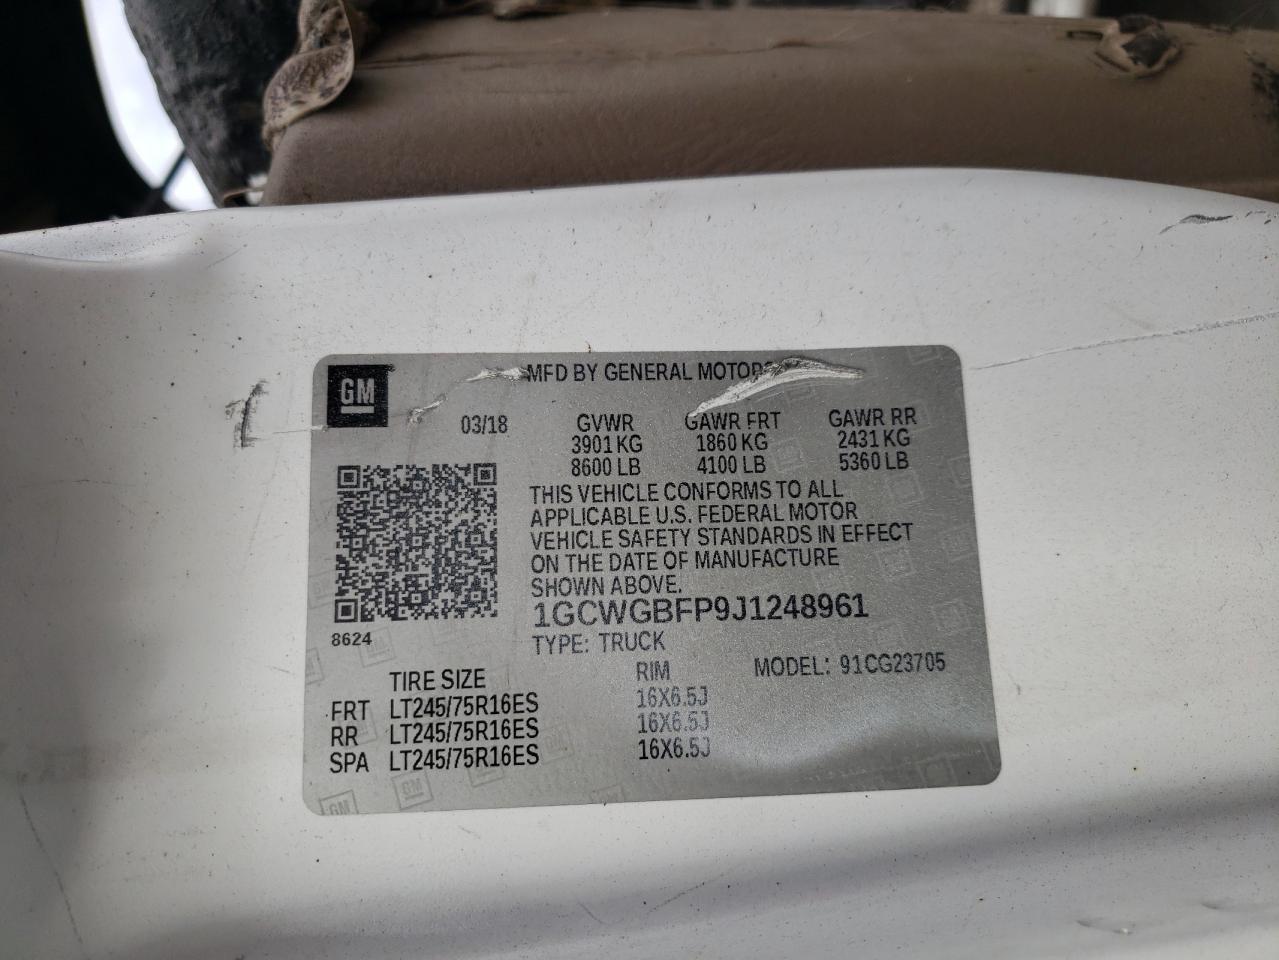 GM
MFD BY GENERAL MOTORS
03/18
GVWR GAWR FRT GAWR RR
3901 KG 1860 KG 2431 KG
8600 LB 4100 LB 5360 LB
THIS VEHICLE CONFORMS TO ALL
APPLICABLE U.S. FEDERAL MOTOR
VEHICLE SAFETY STANDARDS IN EFFECT
ON THE DATE OF MANUFACTURE
SHOWN ABOVE.
1GCWGBFP9J1248961
8624
TYPE: TRUCK
TIRE SIZE RIM MODEL: 91CG23705
FRT LT245/75R16ES 16X6.5J
RR LT245/75R16ES 16X6.5J
SPA LT245/75R16ES 16X6.5J
GM
GM